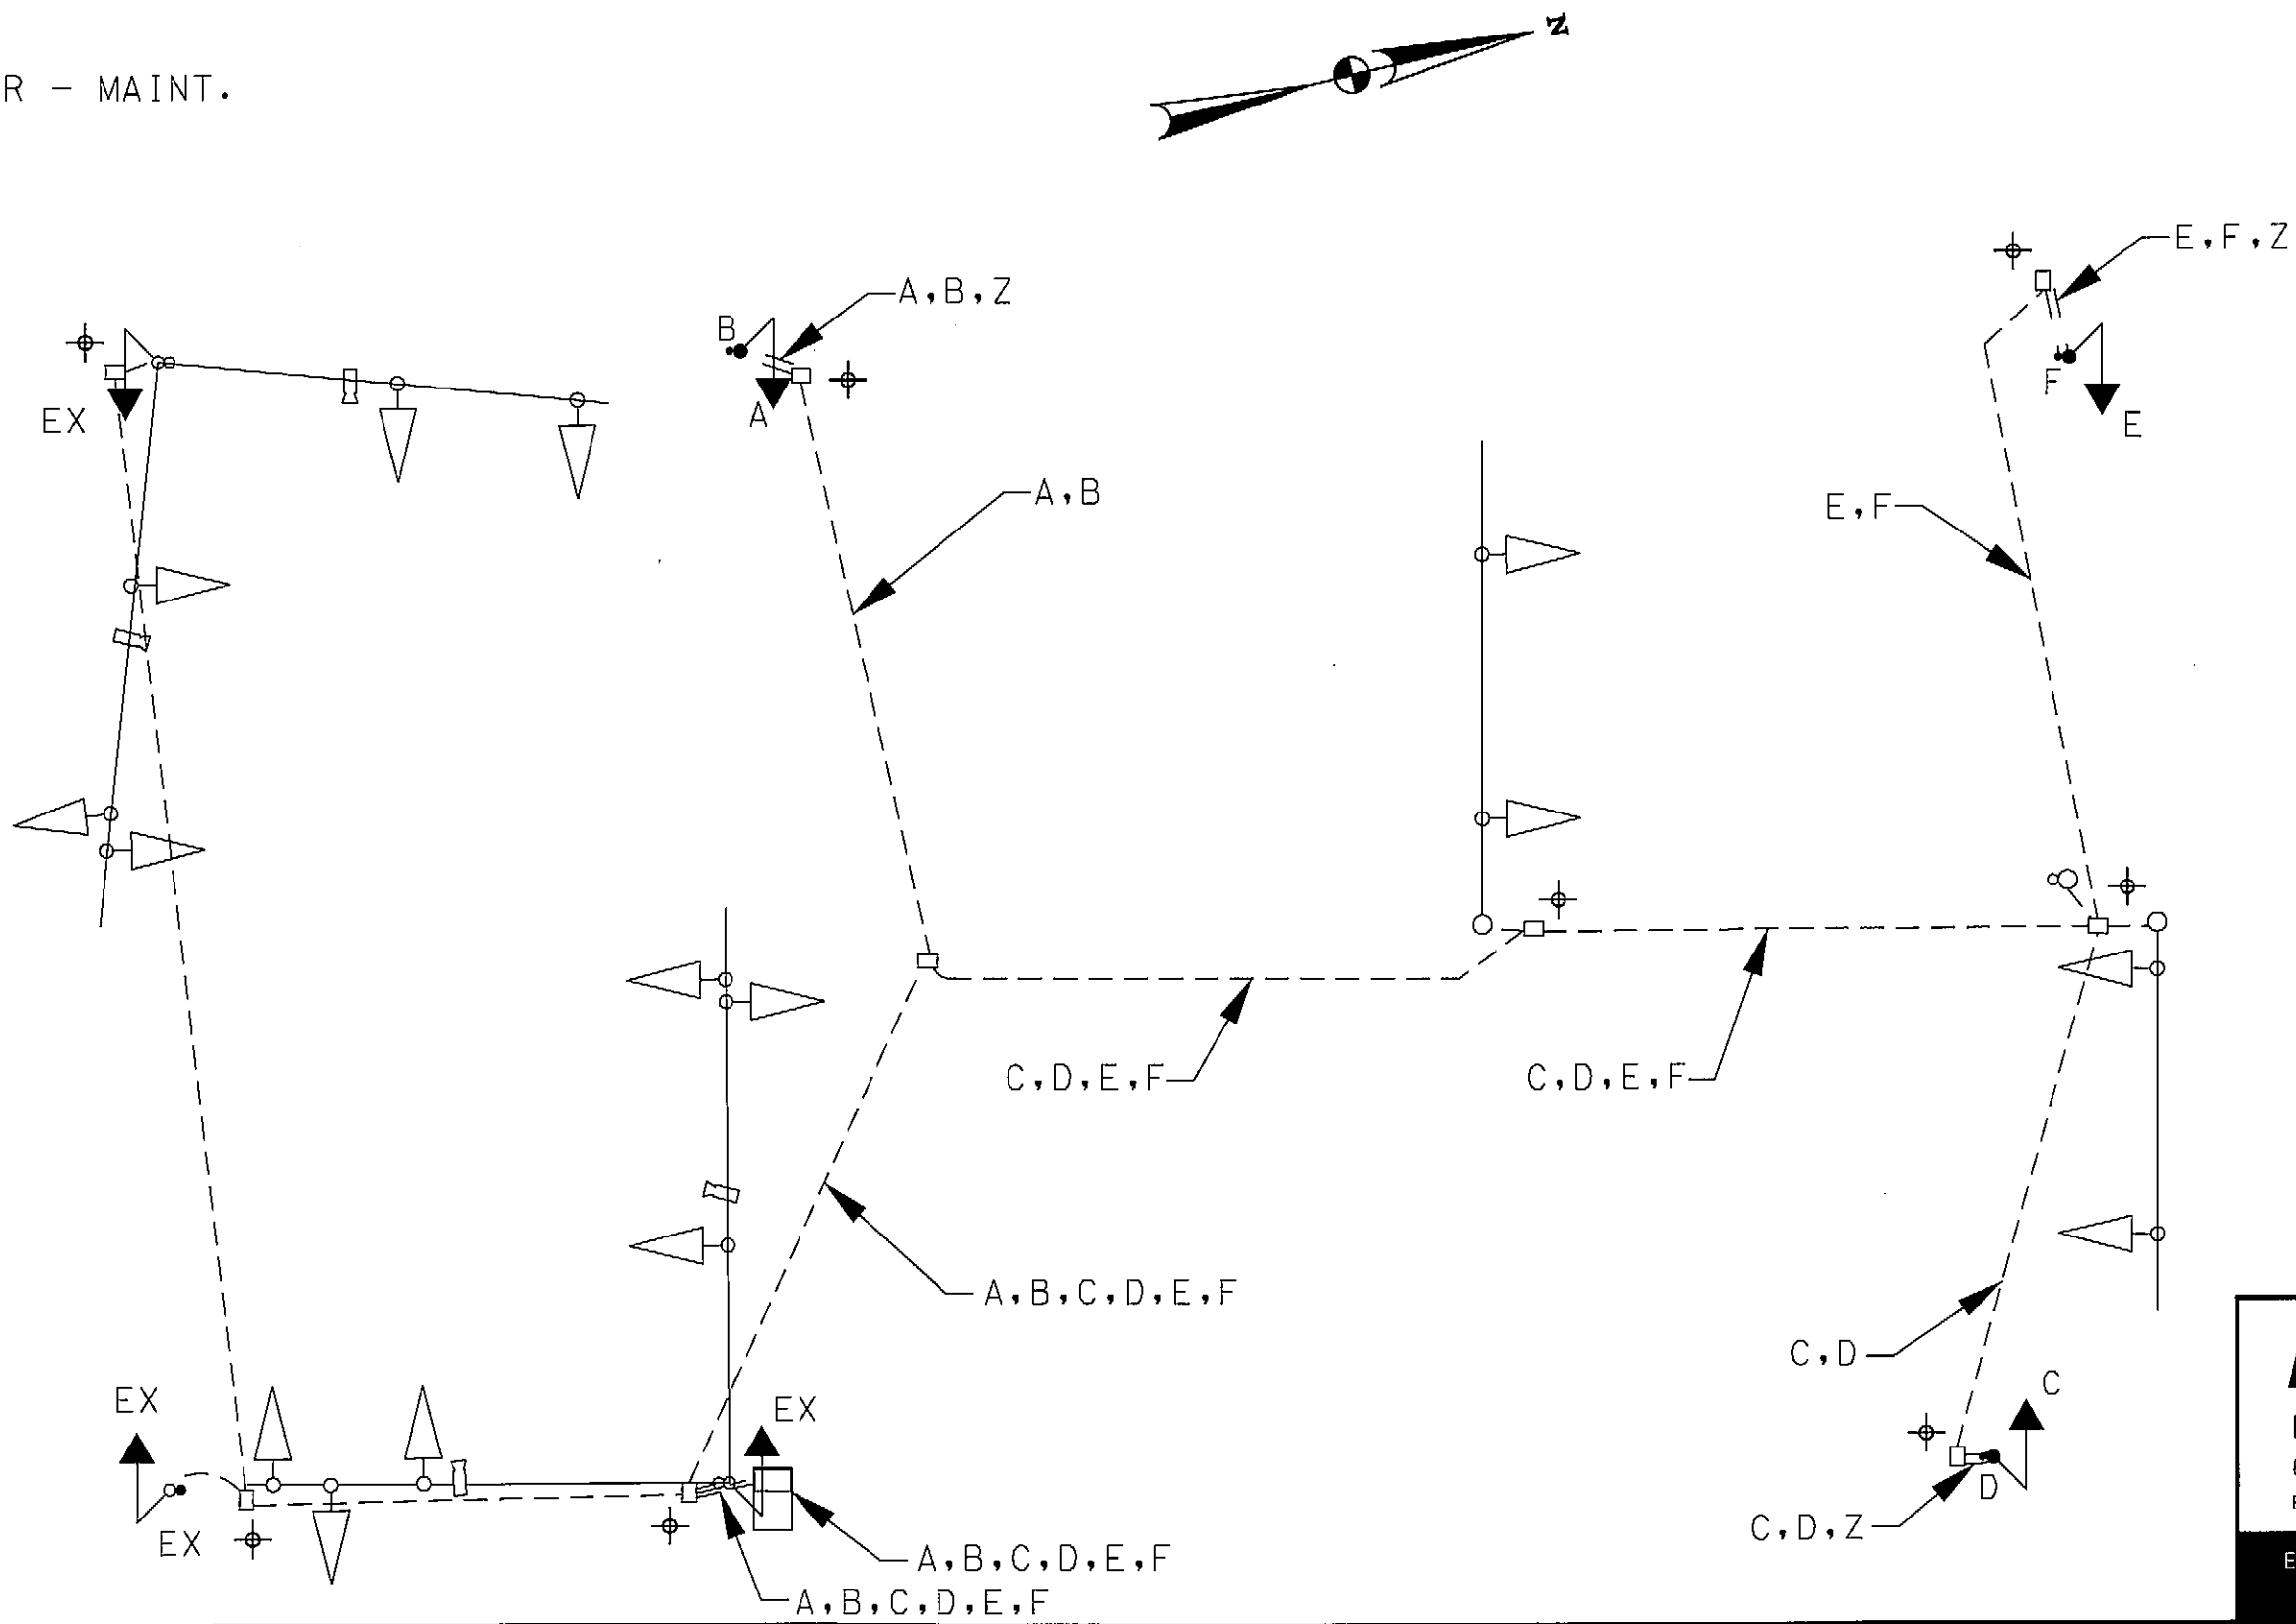 N
R - MAINT.
E,F,Z
A,B,Z
B
F
A
EX
E
A,B
E,F
C,D,E,F
C,D,E,F
A,B,C,D,E,F
C,D
C
EX
EX
D
C,D,Z
EX
A,B,C,D,E,F
A,B,C,D,E,F